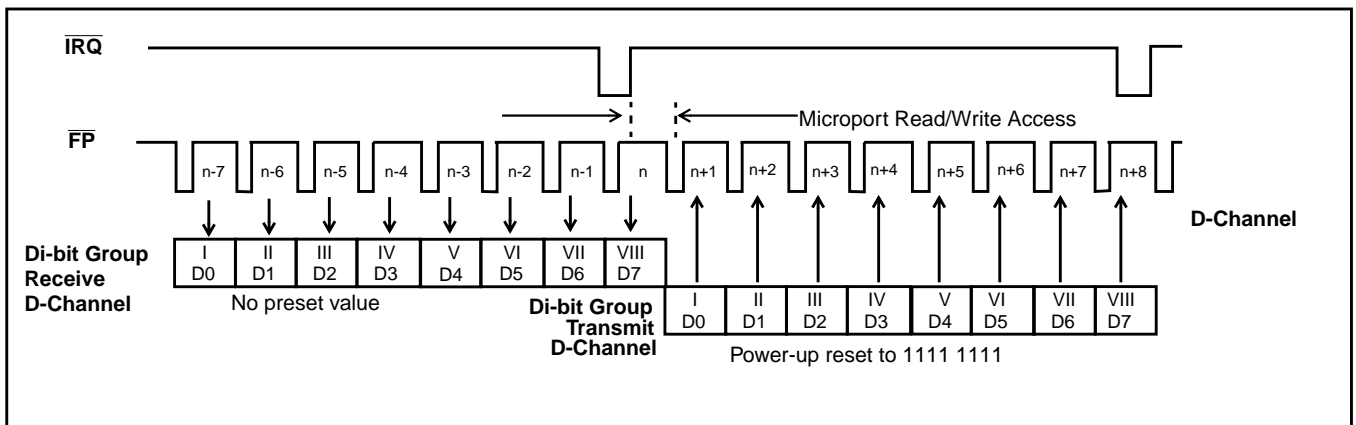 IRQ
Microport Read/Write Access
FP
n-7 n-6 n-5 n-4 n-3 n-2 n-1 n n+1 n+2 n+3 n+4 n+5 n+6 n+7 n+8
D-Channel
Di-bit Group
Receive
D-Channel
I II III IV V VI VII VIII
D0 D1 D2 D3 D4 D5 D6 D7
No preset value
Di-bit Group
Transmit
D-Channel
I II III IV V VI VII VIII
D0 D1 D2 D3 D4 D5 D6 D7
Power-up reset to 1111 1111